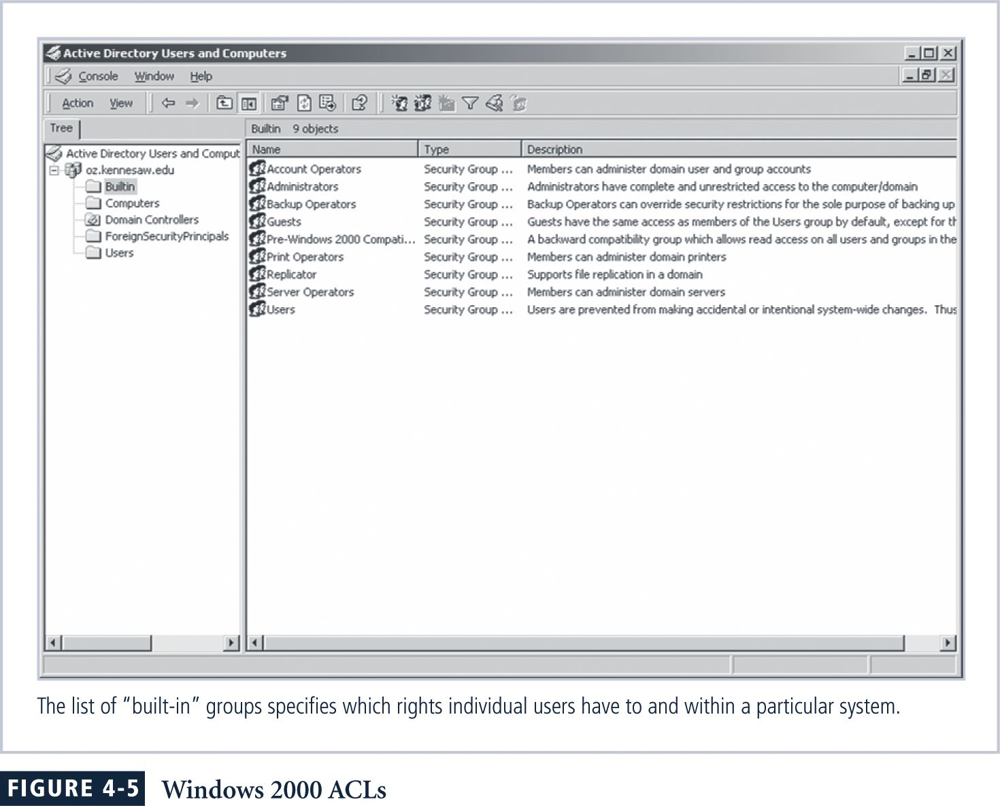 Active Directory Users and Computers
Console Window Help
Action View
Tree
Builtin 9 objects
Active Directory Users and Comput
oz.kennesaw.edu
Builtin
Computers
Domain Controllers
ForeignSecurityPrincipals
Users
Name Type Description
Account Operators Security Group ... Members can administer domain user and group accounts
Administrators Security Group ... Administrators have complete and unrestricted access to the computer/domain
Backup Operators Security Group ... Backup Operators can override security restrictions for the sole purpose of backing up
Guests Security Group ... Guests have the same access as members of the Users group by default, except for th
Pre-Windows 2000 Compati... Security Group ... A backward compatibility group which allows read access on all users and groups in the
Print Operators Security Group ... Members can administer domain printers
Replicator Security Group ... Supports file replication in a domain
Server Operators Security Group ... Members can administer domain servers
Users Security Group ... Users are prevented from making accidental or intentional system-wide changes. Thus
The list of “built-in” groups specifies which rights individual users have to and within a particular system.
FIGURE 4-5 Windows 2000 ACLs